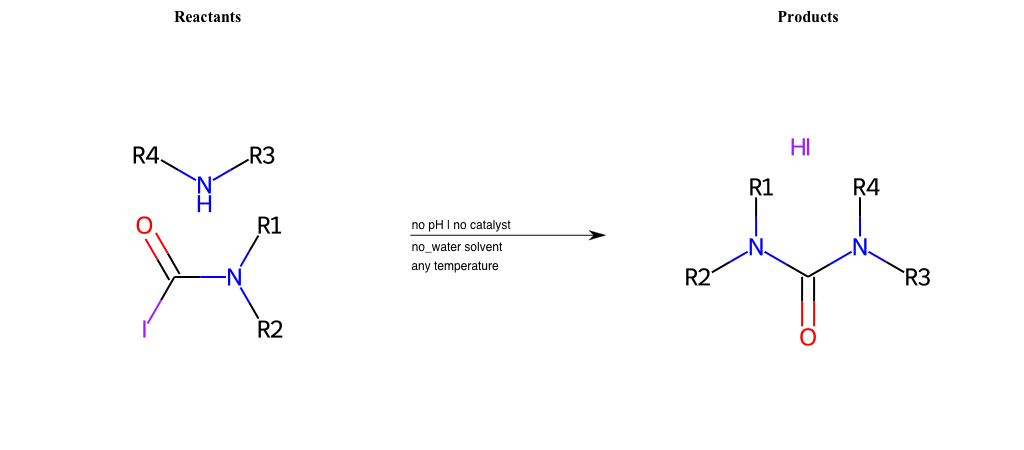 Reactants
Products
R4
R3
N
H
O
R1
I
N
R2
no pH | no catalyst
no_water solvent
any temperature
HI
R1
R4
N
N
R2
R3
O